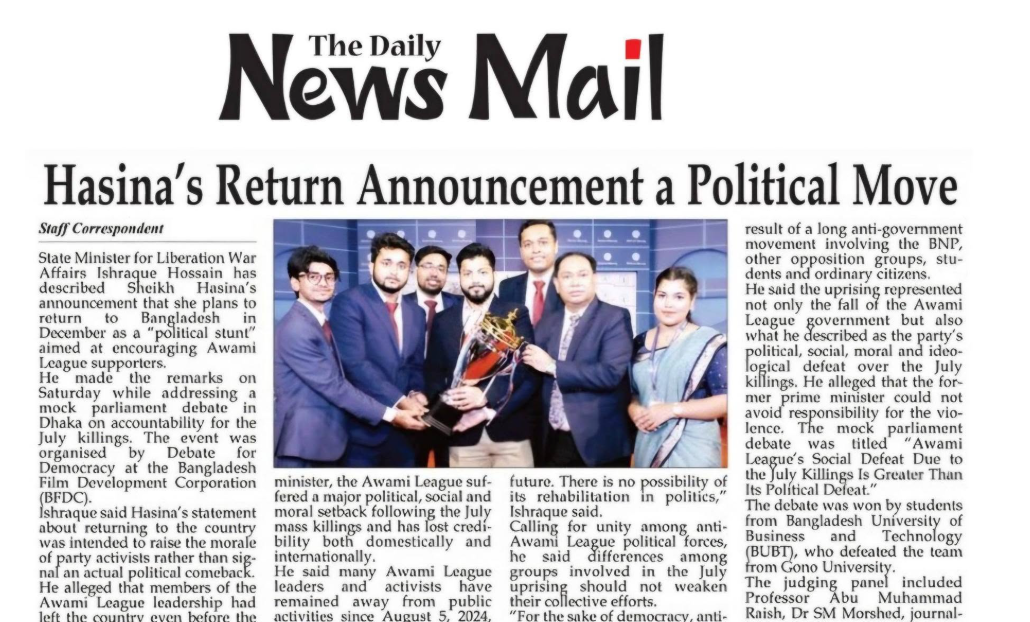 The Daily
News Mail
Hasina's Return Announcement a Political Move
Staff Correspondent
State Minister for Liberation War
Affairs Ishraque Hossain has
described Sheikh Hasina's
announcement that she plans to
return to Bangladesh in
December as a “political stunt”
aimed at encouraging Awami
League supporters.
He made the remarks on
Saturday while addressing a
mock parliament debate in
Dhaka on accountability for the
July killings. The event was
organised by Debate for
Democracy at the Bangladesh
Film Development Corporation
(BFDC).
Ishraque said Hasina's statement
about returning to the country
was intended to raise the morale
of party activists rather than sig-
nal an actual political comeback.
He alleged that members of the
Awami League leadership had
left the country even before the
minister, the Awami League suf-
fered a major political, social and
moral setback following the July
mass killings and has lost credi-
bility both domestically and
internationally.
He said many Awami League
leaders and activists have
remained away from public
activities since August 5, 2024,
future. There is no possibility of
its rehabilitation in politics,”
Ishraque said.
Calling for unity among anti-
Awami League political forces,
he said differences among
groups involved in the July
uprising should not weaken
their collective efforts.
“For the sake of democracy, anti-
result of a long anti-government
movement involving the BNP,
other opposition groups, stu-
dents and ordinary citizens.
He said the uprising represented
not only the fall of the Awami
League government but also
what he described as the party's
political, social, moral and ideo-
logical defeat over the July
killings. He alleged that the for-
mer prime minister could not
avoid responsibility for the vio-
lence. The mock parliament
debate was titled “Awami
League's Social Defeat Due to
the July Killings Is Greater Than
Its Political Defeat.”
The debate was won by students
from Bangladesh University of
Business and Technology
(BUBT), who defeated the team
from Gono University.
The judging panel included
Professor Abu Muhammad
Raish, Dr SM Morshed, journal-